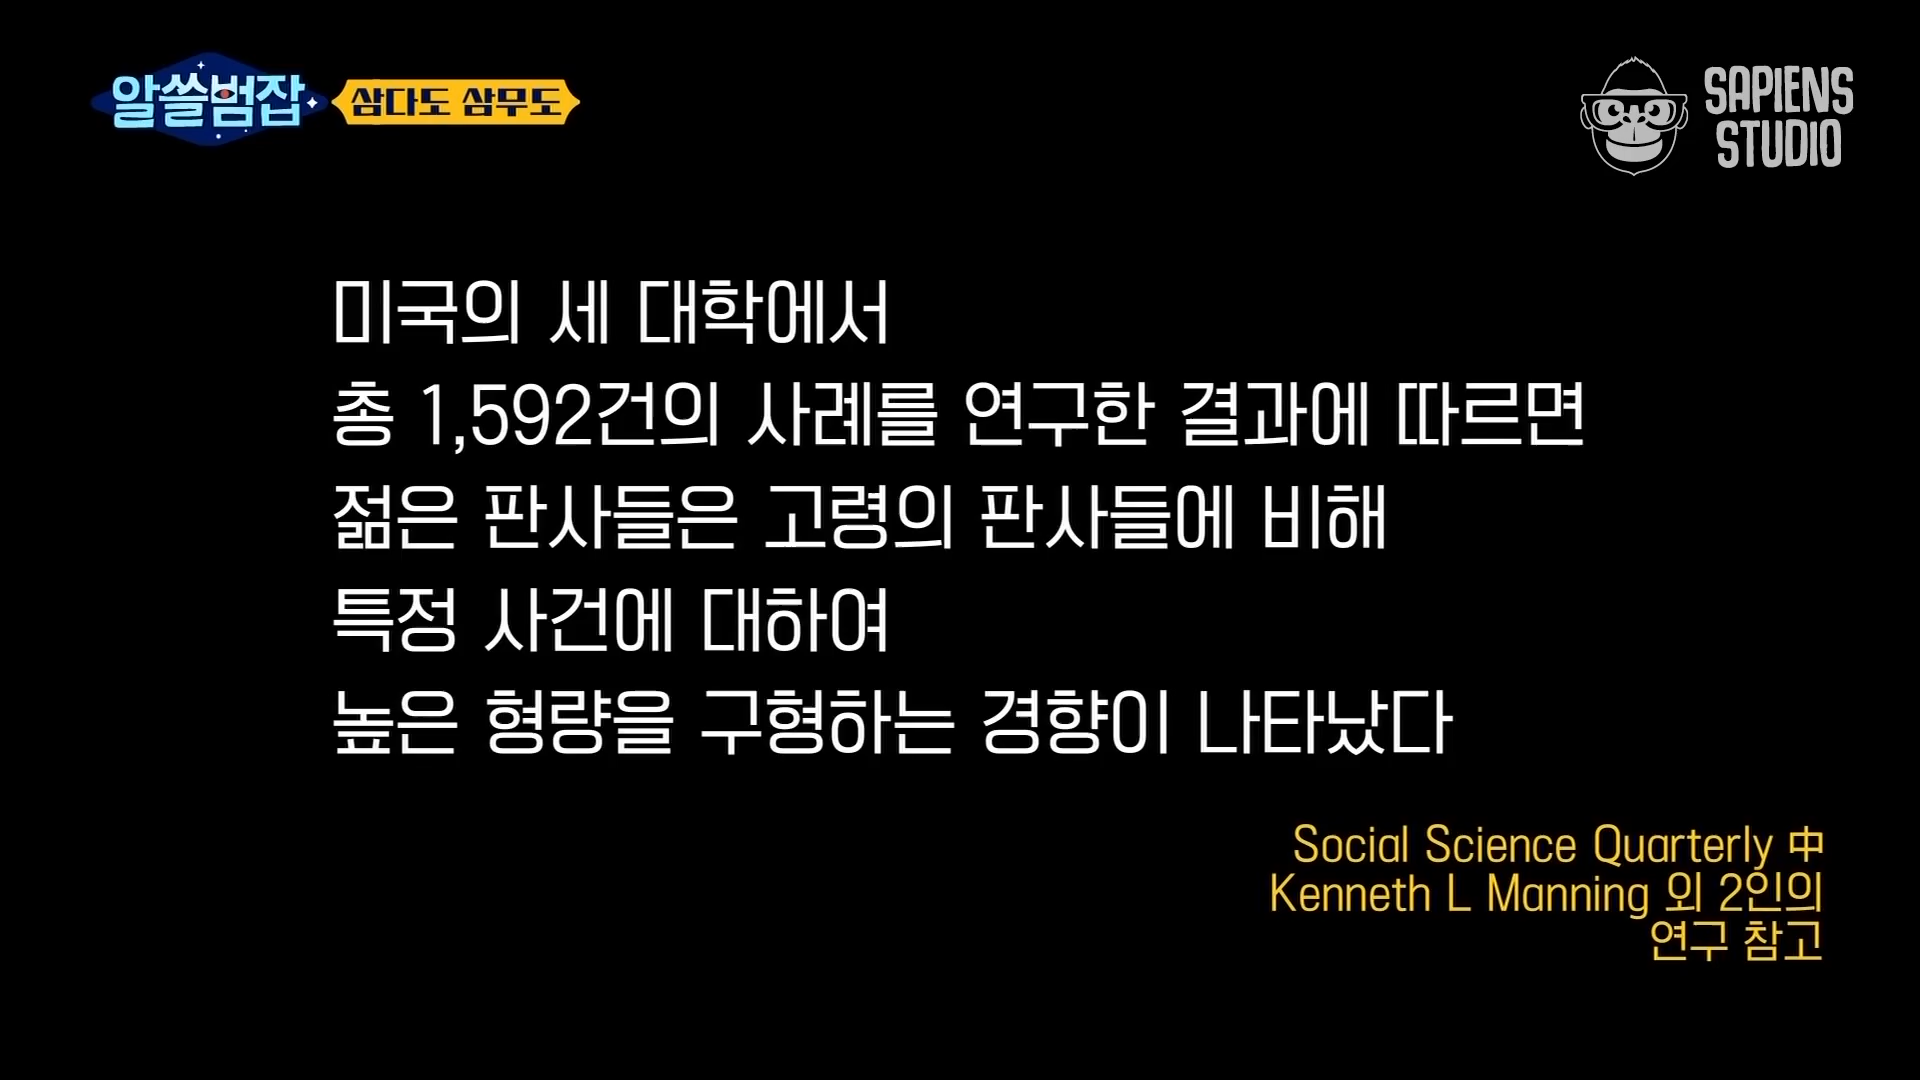 알쓸범잡 삼다도 삼무도
SAPIENS
STUDIO
미국의 세 대학에서
총 1,592건의 사례를 연구한 결과에 따르면
젊은 판사들은 고령의 판사들에 비해
특정 사건에 대하여
높은 형량을 구형하는 경향이 나타났다
Social Science Quarterly 中
Kenneth L Manning 외 2인의
연구 참고